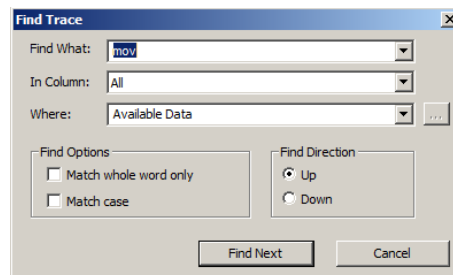 Find Trace
Find What: mov
In Column: All
Where: Available Data ...
Find Options
Match whole word only
Match case
Find Direction
Up
Down
Find Next Cancel